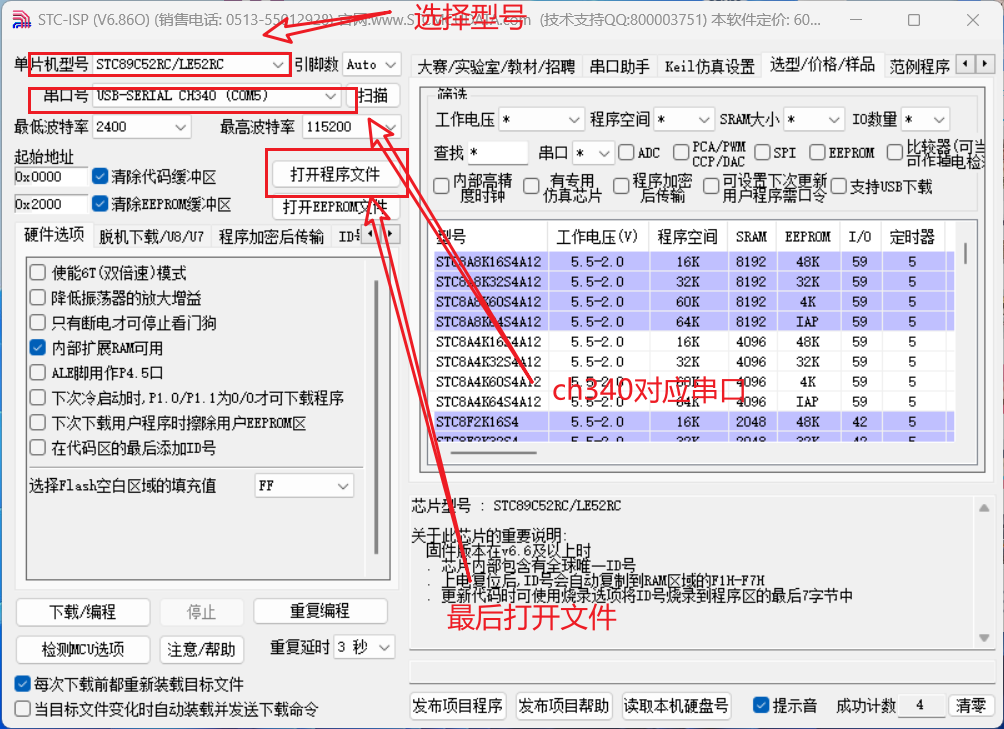 STC-ISP (V6.86O) (销售电话: 0513-55012928) 官网:www.S (技术支持QQ:800003751) 本软件定价: 60...
选择型号
单片机型号 STC89C52RC/LE52RC 引脚数 Auto
串口号 USB-SERIAL CH340 (COM5) 扫描
最低波特率 2400 最高波特率 115200
起始地址
0x0000 清除代码缓冲区 打开程序文件
0x2000 清除EEPROM缓冲区 打开EEPROM文件
硬件选项 脱机下载/U8/U7 程序加密后传输 ID号
使能6T(双倍速)模式
降低振荡器的放大增益
只有断电才可停止看门狗
内部扩展RAM可用
ALE脚用作P4.5口
下次冷启动时,P1.0/P1.1为0/0才可下载程序
下次下载用户程序时擦除用户EEPROM区
在代码区的最后添加ID号
选择Flash空白区域的填充值 FF
下载/编程 停止 重复编程
检测MCU选项 注意/帮助 重复延时 3 秒
每次下载前都重新装载目标文件
当目标文件变化时自动装载并发送下载命令
大赛/实验室/教材/招聘 串口助手 Keil仿真设置 选型/价格/样品 范例程序
筛选
工作电压 * 程序空间 * SRAM大小 * IO数量 *
查找 * 串口 * ADC PCA/PWM CCP/DAC SPI EEPROM 比较器(可当 可作掉电检测
内部高精度时钟 有专用仿真芯片 程序加密后传输 可设置下次更新用户程序需口令 支持USB下载
型号 工作电压(V) 程序空间 SRAM EEPROM I/O 定时器
STC8A8K16S4A12 5.5-2.0 16K 8192 48K 59 5
STC8A8K32S4A12 5.5-2.0 32K 8192 32K 59 5
STC8A8K60S4A12 5.5-2.0 60K 8192 4K 59 5
STC8A8K64S4A12 5.5-2.0 64K 8192 IAP 59 5
STC8A4K16S4A12 5.5-2.0 16K 4096 48K 59 5
STC8A4K32S4A12 5.5-2.0 32K 4096 32K 59 5
STC8A4K60S4A12 5.5-2.0 60K 4096 4K 59 5
STC8A4K64S4A12 5.5-2.0 64K 4096 IAP 59 5
STC8F2K16S4 5.5-2.0 16K 2048 48K 42 5
STC8F2K32S4 5.5-2.0 32K 2048 32K 42 5
ch340对应串口
芯片型号 : STC89C52RC/LE52RC
关于此芯片的重要说明:
固件版本在v6.6及以上时
. 芯片内部包含有全球唯一ID号
. 上电复位后,ID号会自动复制到RAM区域的F1H-F7H
. 更新代码时可使用烧录选项将ID号烧录到程序区的最后7字节中
最后打开文件
发布项目程序 发布项目帮助 读取本机硬盘号 提示音 成功计数 4 清零